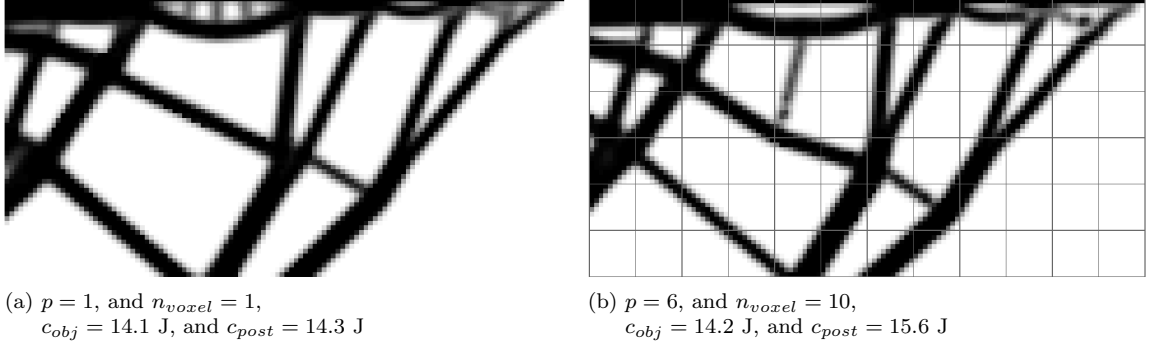 (a) p = 1, and n_voxel = 1,
c_obj = 14.1 J, and c_post = 14.3 J
(b) p = 6, and n_voxel = 10,
c_obj = 14.2 J, and c_post = 15.6 J